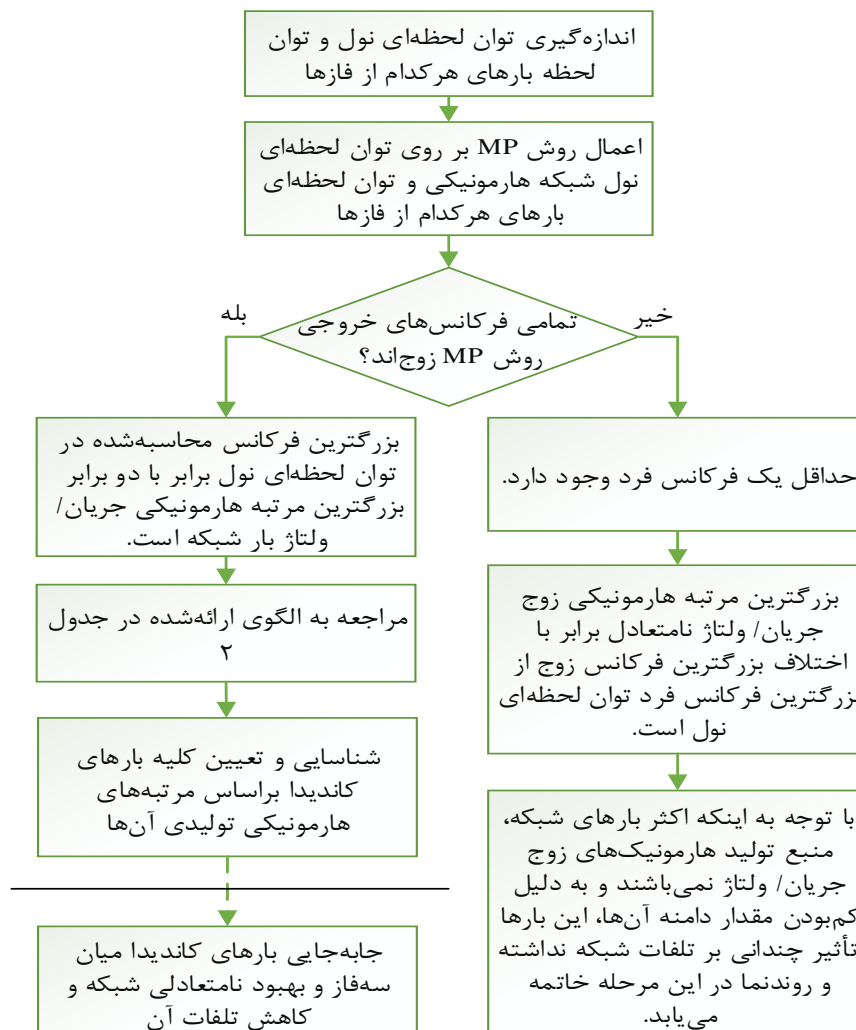 اندازه‌گیری توان لحظه‌ای نول و توان
لحظه بارهای هرکدام از فازها
اعمال روش MP بر روی توان لحظه‌ای
نول شبکه هارمونیکی و توان لحظه‌ای
بارهای هرکدام از فازها
تمامی فرکانس‌های خروجی
روش MP زوج‌اند؟
خیر
بله
حداقل یک فرکانس فرد وجود دارد.
بزرگترین مرتبه هارمونیکی زوج
جریان/ ولتاژ نامتعادل برابر با
اختلاف بزرگترین فرکانس زوج از
بزرگترین فرکانس فرد توان لحظه‌ای
نول است.
با توجه به اینکه اکثر بارهای شبکه،
منبع تولید هارمونیک‌های زوج
جریان/ ولتاژ نمی‌باشند و به دلیل
کم‌بودن مقدار دامنه آن‌ها، این بارها
تأثیر چندانی بر تلفات شبکه نداشته
و روندنما در این مرحله خاتمه
می‌یابد.
بزرگترین فرکانس محاسبه‌شده در
توان لحظه‌ای نول برابر با دو برابر
بزرگترین مرتبه هارمونیکی جریان/
ولتاژ بار شبکه است.
مراجعه به الگوی ارائه‌شده در جدول
۲
شناسایی و تعیین کلیه بارهای
کاندیدا براساس مرتبه‌های
هارمونیکی تولیدی آن‌ها
جابه‌جایی بارهای کاندیدا میان
سه‌فاز و بهبود نامتعادلی شبکه و
کاهش تلفات آن